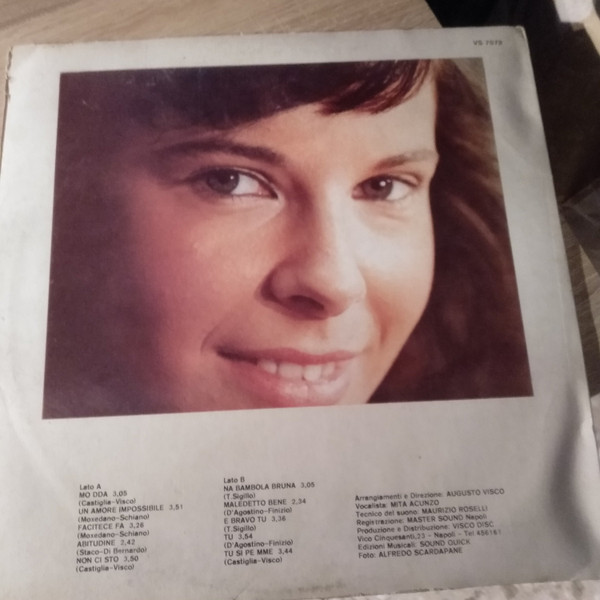 VS 7079
Lato A
MO DDA 3,05
(Castiglia-Visco)
UN AMORE IMPOSSIBILE 3,51
(Moxedano-Schiano)
FACITECE FA 3,26
(Moxedano-Schiano)
ABITUDINE 3,42
(Staco-Di Bernardo)
NON CI STO 3,50
(Castiglia-Visco)
Lato B
NA BAMBOLA BRUNA 3,05
(T.Sigillo)
MALEDETTO BENE 2,34
(D'Agostino-Finizio)
E BRAVO TU 3,36
(T.Sigillo)
TU 3,54
(D'Agostino-Finizio)
TU SI PE MME 3,44
(Castiglia-Visco)
Arrangiamenti e Direzione: AUGUSTO VISCO
Vocalista: MITA ACUNZO
Tecnico del suono: MAURIZIO ROSELLI
Registrazione: MASTER SOUND Napoli
Produzione e Distribuzione: VISCO DISC
Vico Cinquesanti,23 - Napoli - Tel 456161
Edizioni Musicali: SOUND QUICK
Foto: ALFREDO SCARDAPANE